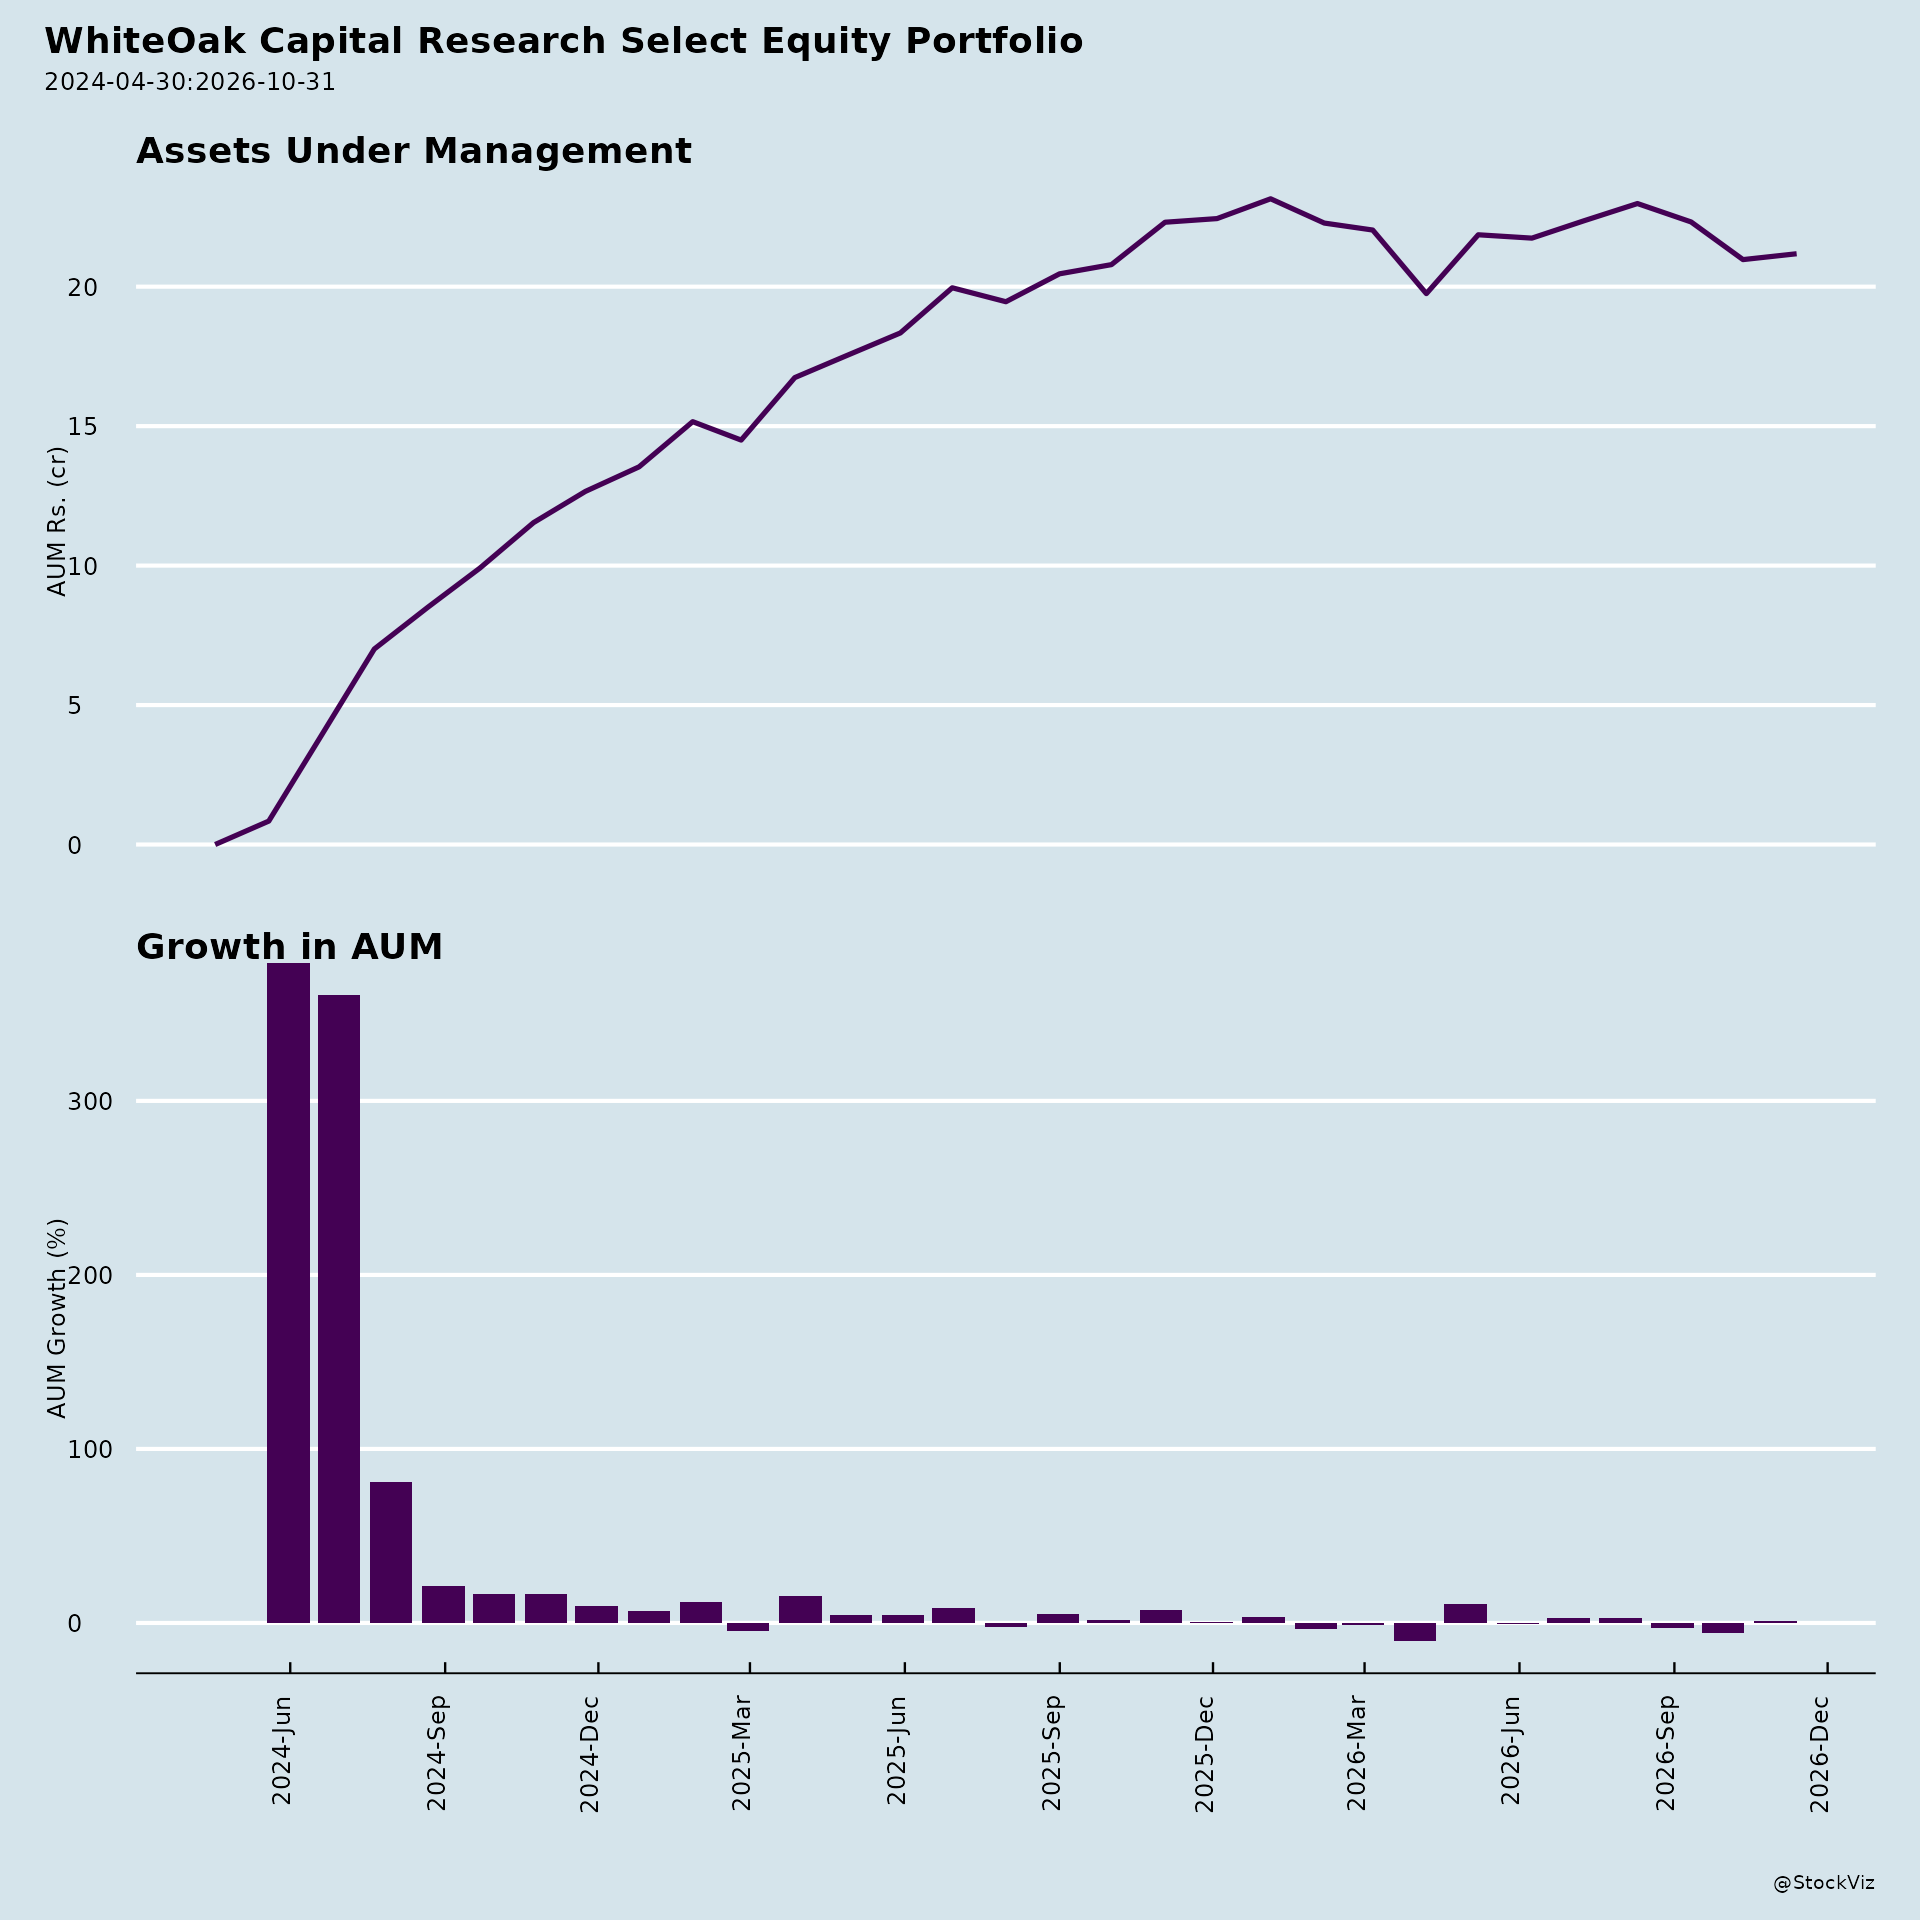 WhiteOak Capital Research Select Equity Portfolio
2024-04-30:2026-10-31
Assets Under Management
AUM Rs. (cr)
20
15
10
5
0
Growth in AUM
AUM Growth (%)
300
200
100
0
2024-Jun
2024-Sep
2024-Dec
2025-Mar
2025-Jun
2025-Sep
2025-Dec
2026-Mar
2026-Jun
2026-Sep
2026-Dec
@StockViz